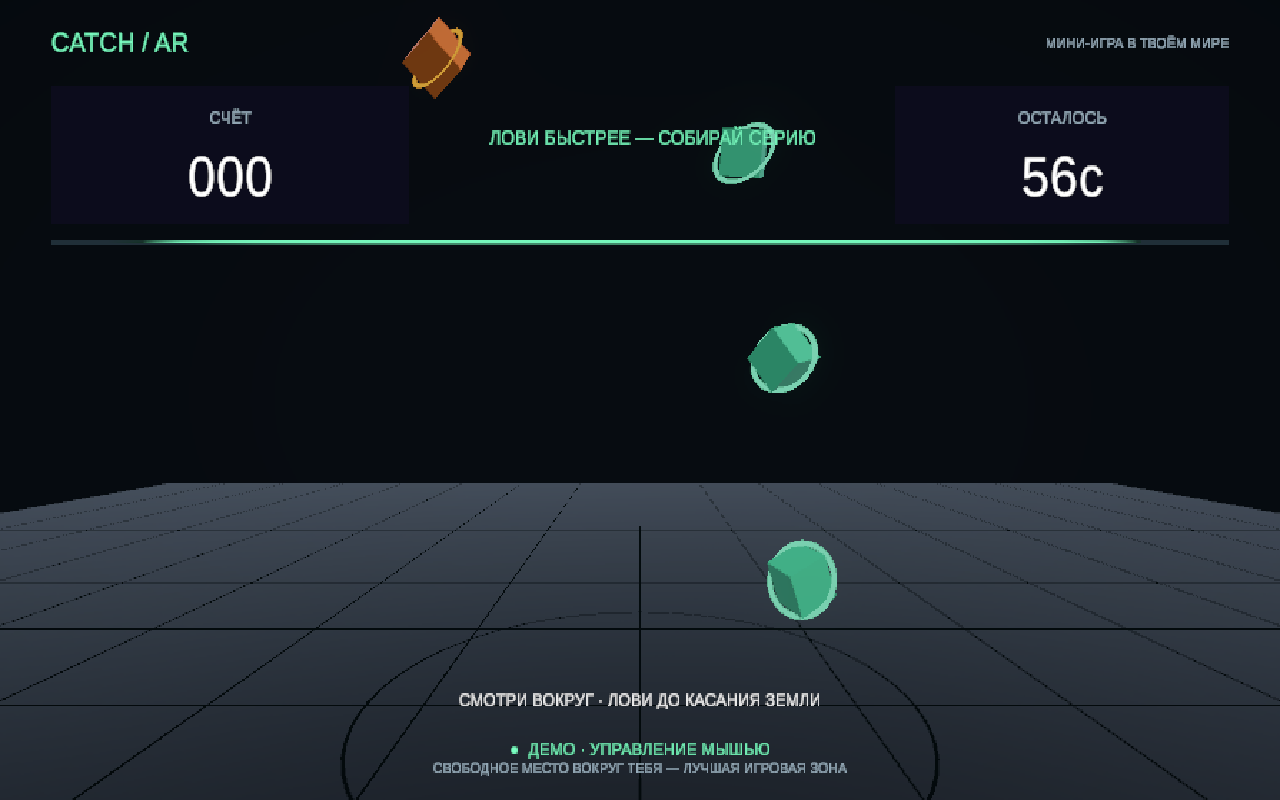 CATCH / AR
МИНИ-ИГРА В ТВОЁМ МИРЕ
СЧЁТ
000
ЛОВИ БЫСТРЕЕ — СОБИРАЙ СЕРИЮ
ОСТАЛОСЬ
56с
СМОТРИ ВОКРУГ · ЛОВИ ДО КАСАНИЯ ЗЕМЛИ
● ДЕМО · УПРАВЛЕНИЕ МЫШЬЮ
СВОБОДНОЕ МЕСТО ВОКРУГ ТЕБЯ — ЛУЧШАЯ ИГРОВАЯ ЗОНА